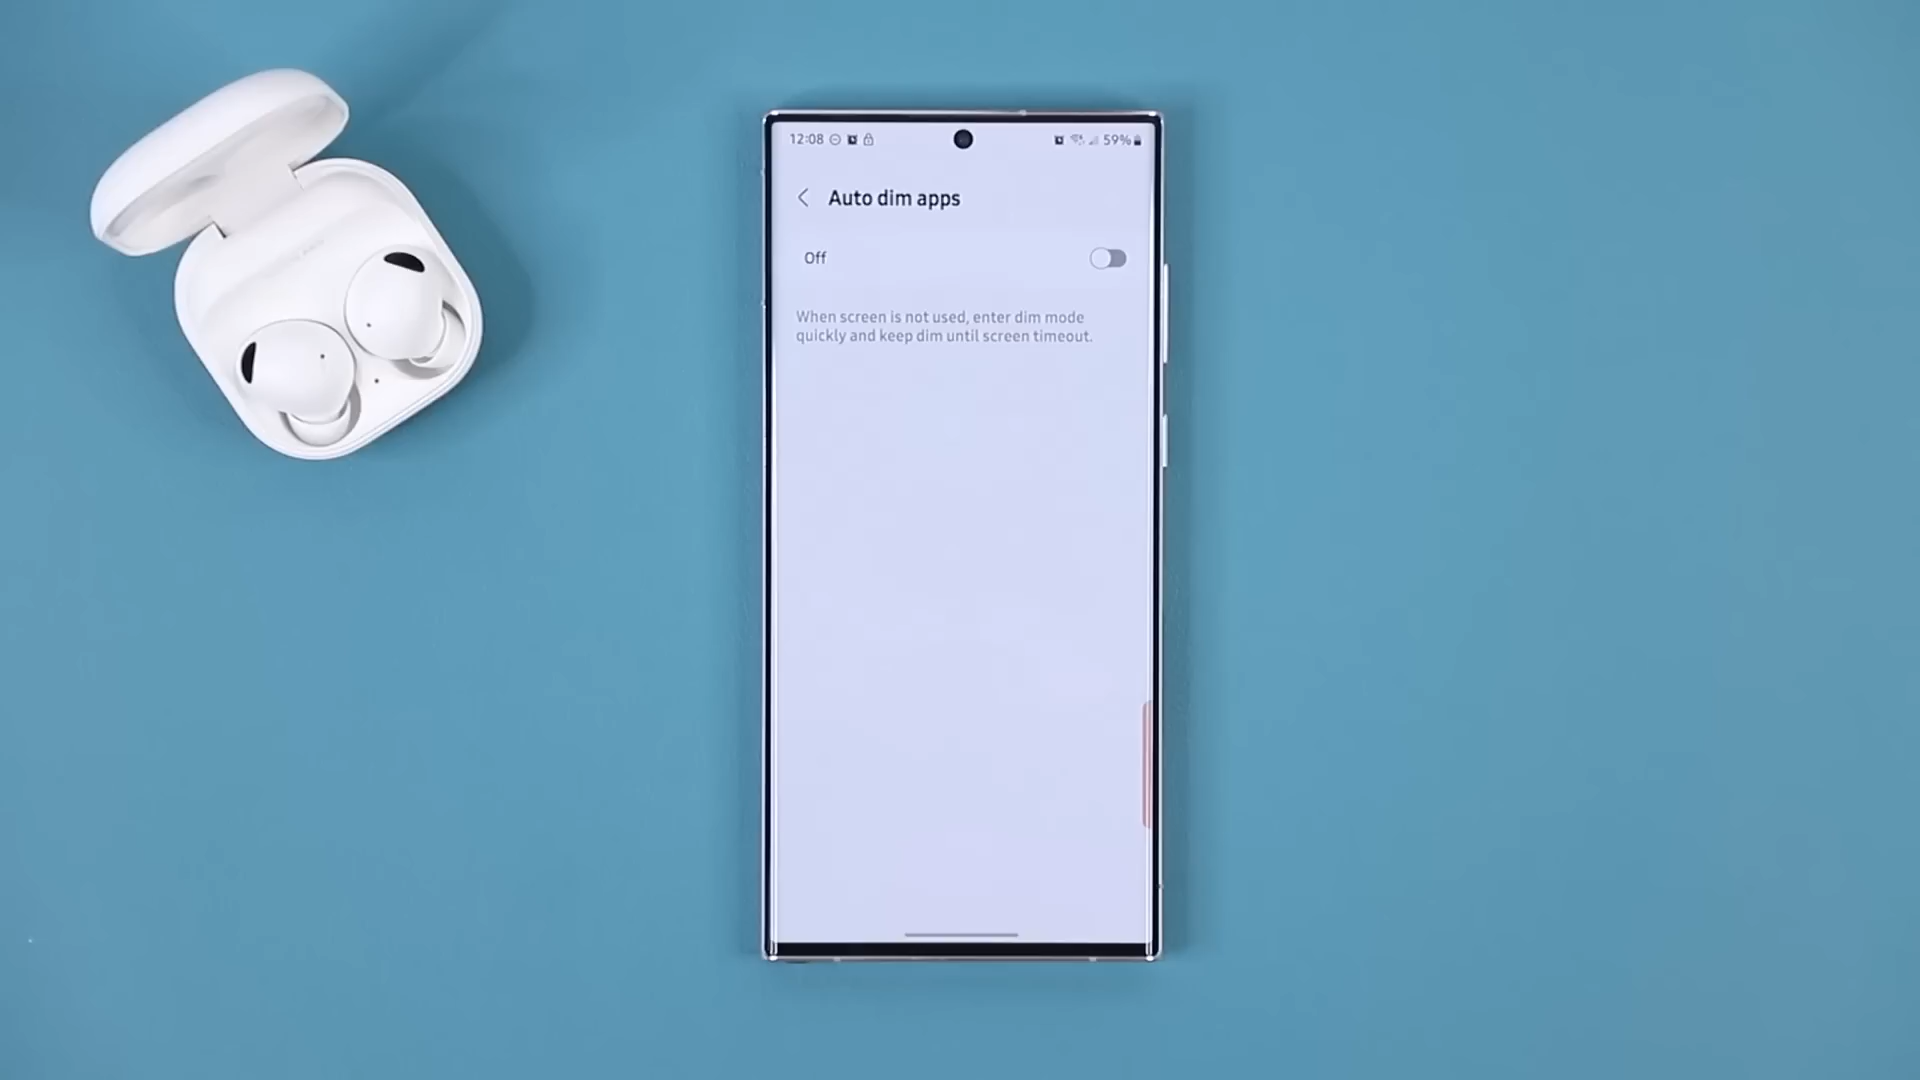 12:08
59%
Auto dim apps
Off
When screen is not used, enter dim mode
quickly and keep dim until screen timeout.